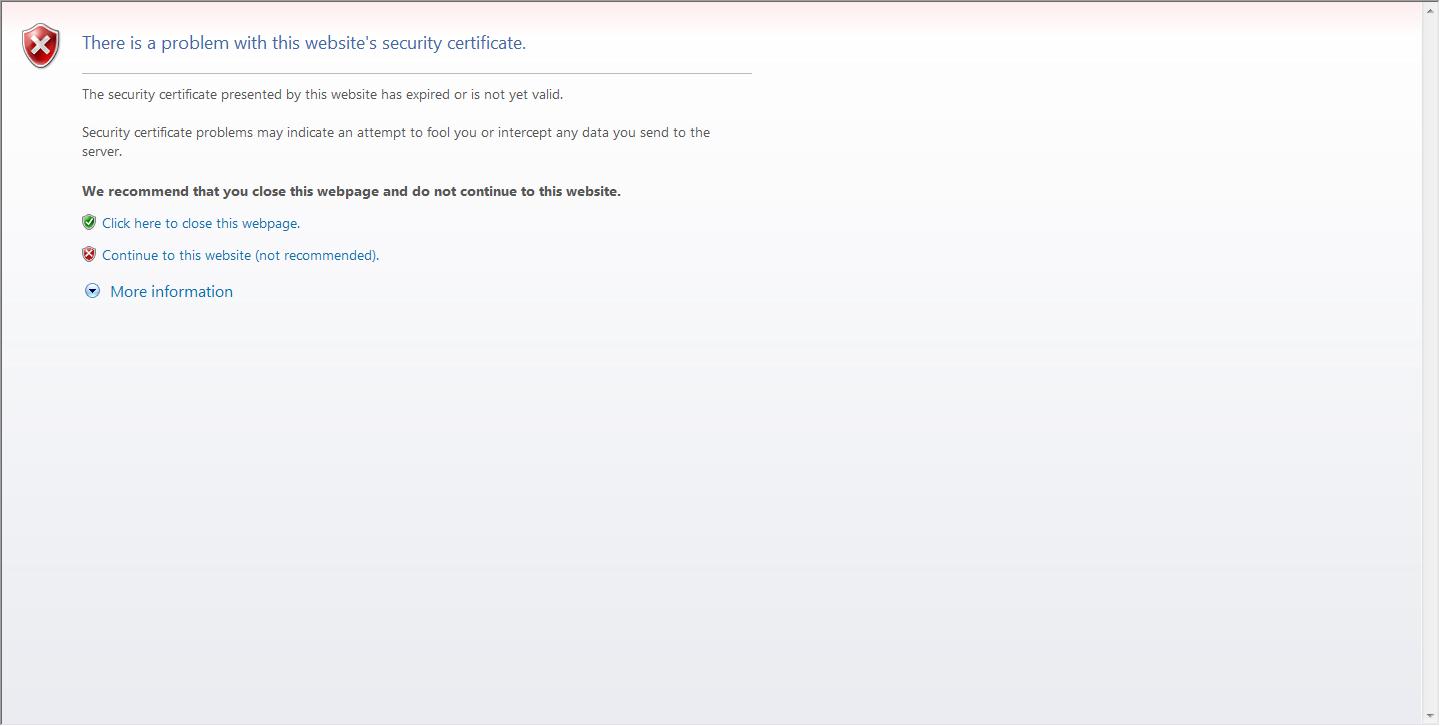 There is a problem with this website's security certificate.
The security certificate presented by this website has expired or is not yet valid.
Security certificate problems may indicate an attempt to fool you or intercept any data you send to the
server.
We recommend that you close this webpage and do not continue to this website.
Click here to close this webpage.
Continue to this website (not recommended).
More information